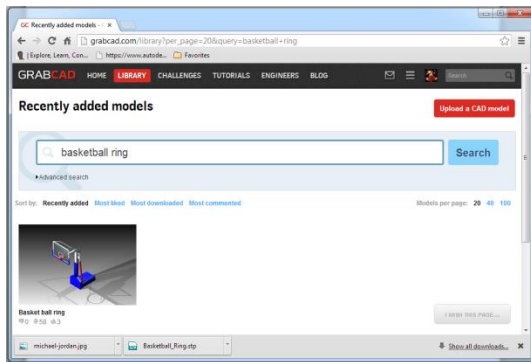 GC Recently added models -
grabcad.com/library?per_page=20&query=basketball+ring
[Explore, Learn, Con... https://www.autode... Favorites
GRABCAD HOME LIBRARY CHALLENGES TUTORIALS ENGINEERS BLOG Search
Recently added models Upload a CAD model
basketball ring Search
Advanced search
Sort by: Recently added Most liked Most downloaded Most commented Models per page: 20 40 100
Basket ball ring
0 58 3
michael-jordan.jpg Basketball_Ring.stp Show all downloads...